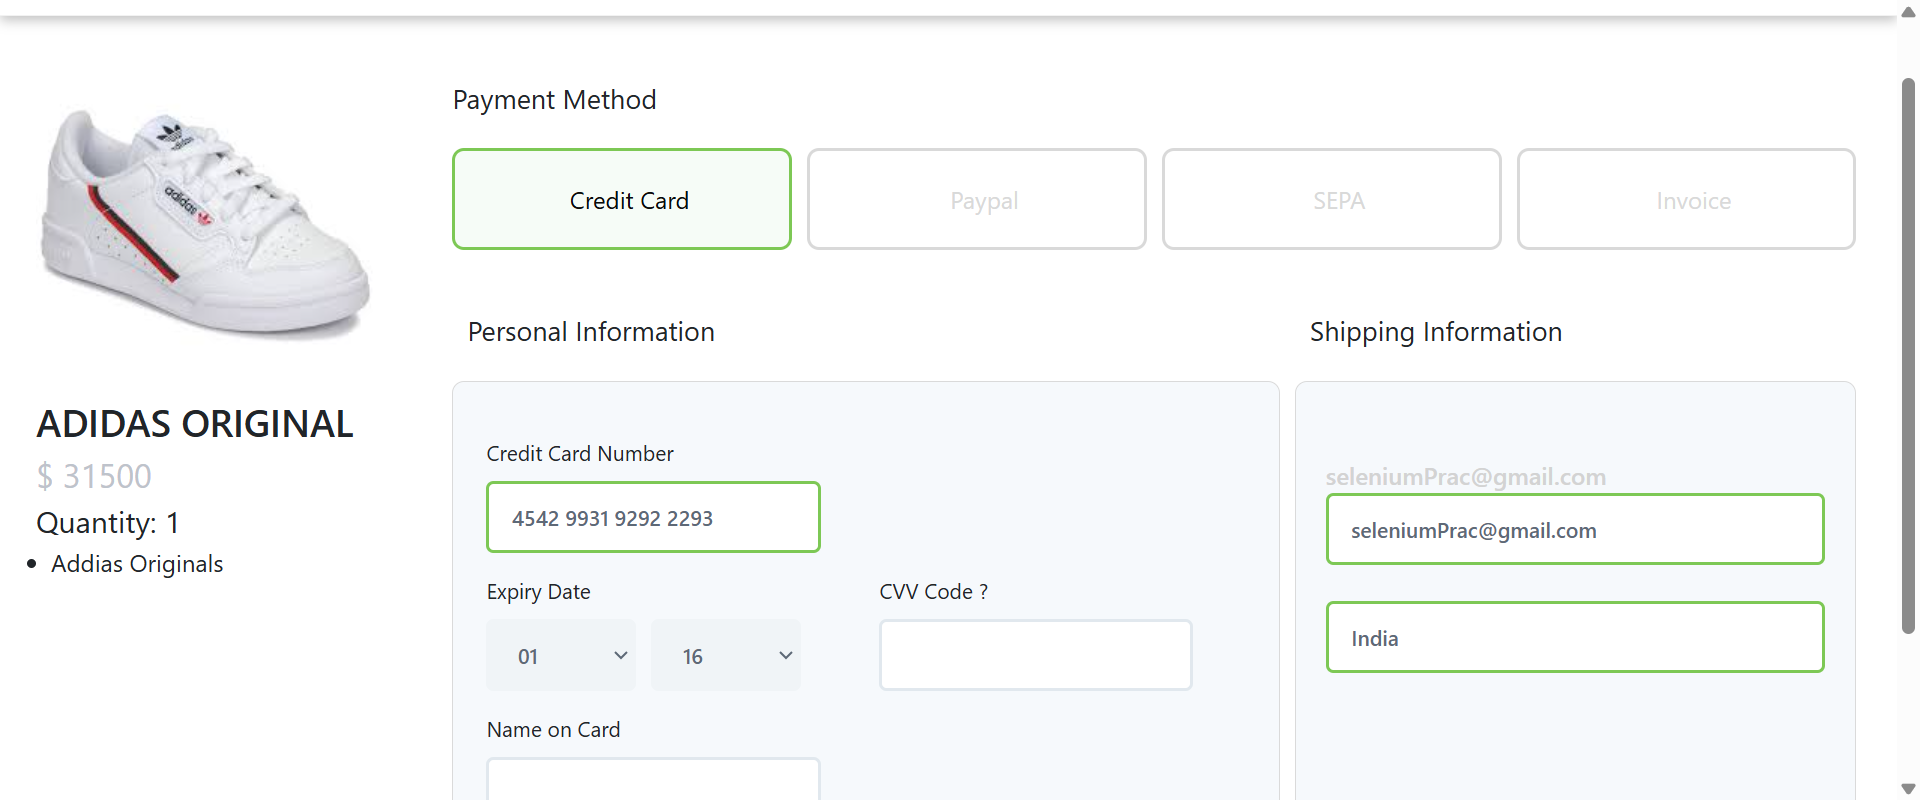 Payment Method
Credit Card
Paypal
SEPA
Invoice
adidas
adidas
ADIDAS ORIGINAL
$ 31500
Quantity: 1
Addias Originals
Personal Information
Credit Card Number
4542 9931 9292 2293
Expiry Date
CVV Code ?
01
16
Name on Card
Shipping Information
seleniumPrac@gmail.com
seleniumPrac@gmail.com
India